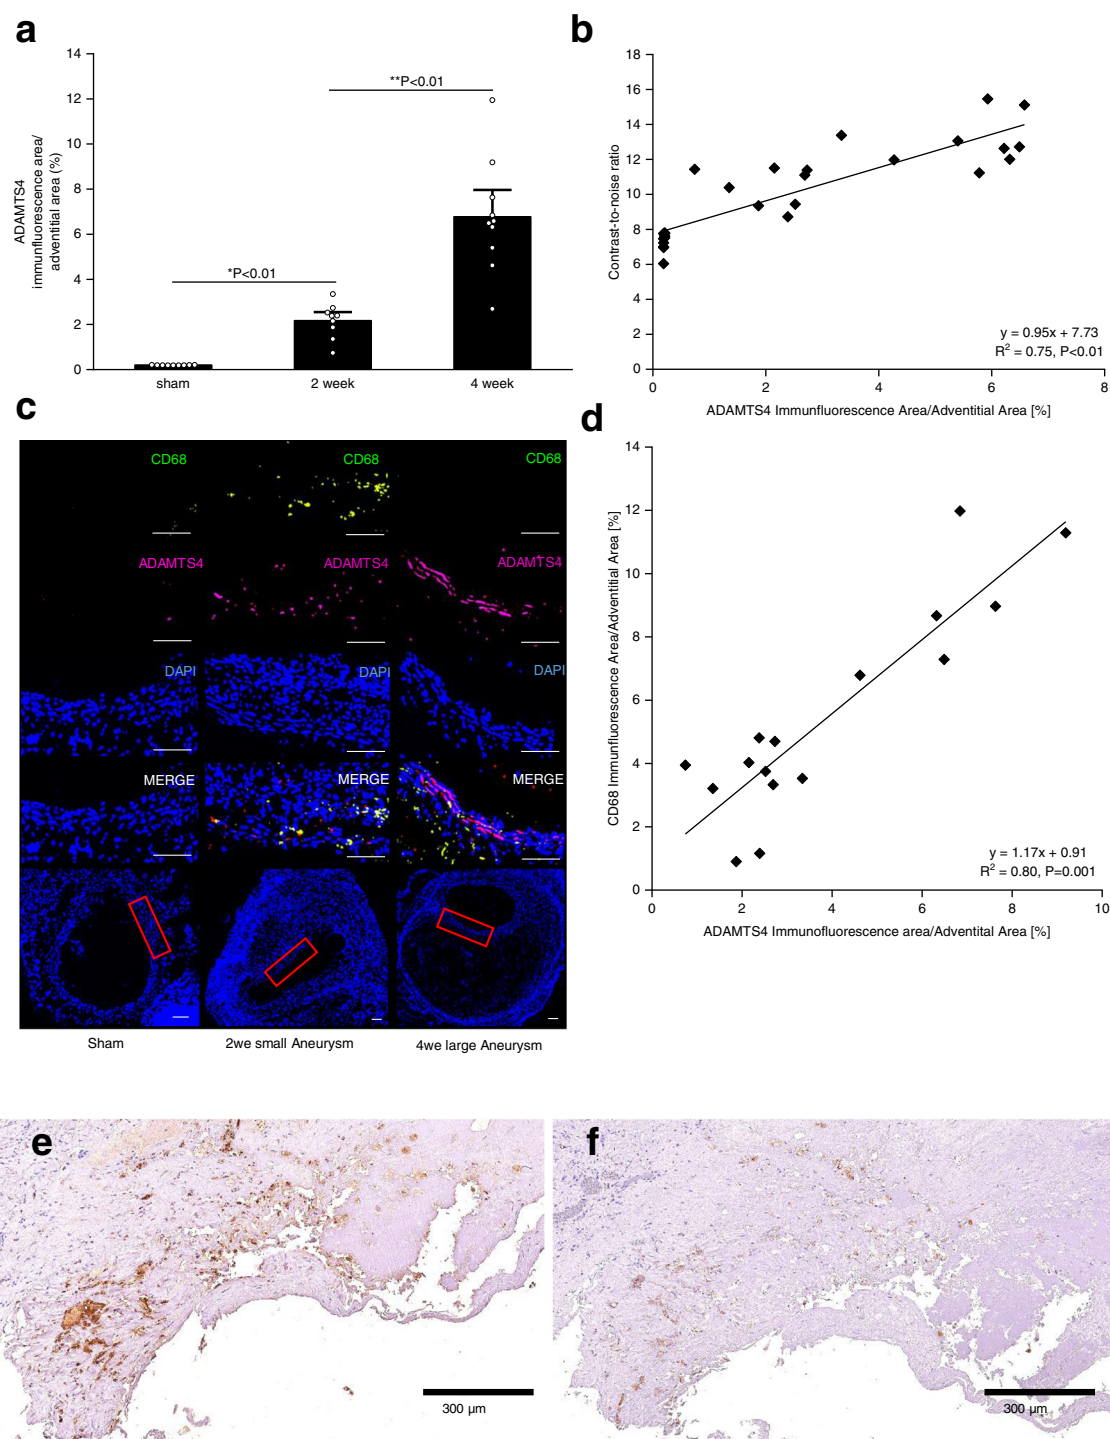 a
14
12
10
8
6
4
2
0
ADAMTS4
immunfluorescence area/
adventitial area (%)
*P<0.01
**P<0.01
sham
2 week
4 week
b
18
16
14
12
10
8
6
4
2
0
Contrast-to-noise ratio
y = 0.95x + 7.73
R² = 0.75, P<0.01
0
2
4
6
8
ADAMTS4 Immunfluorescence Area/Adventitial Area [%]
c
CD68
CD68
CD68
ADAMTS4
ADAMTS4
ADAMTS4
DAPI
DAPI
DAPI
MERGE
MERGE
MERGE
Sham
2we small Aneurysm
4we large Aneurysm
d
14
12
10
8
6
4
2
0
CD68 Immunfluorescence Area/Adventitial Area [%]
y = 1.17x + 0.91
R² = 0.80, P=0.001
0
2
4
6
8
10
ADAMTS4 Immunofluorescence area/Adventital Area [%]
e
300 µm
f
300 µm